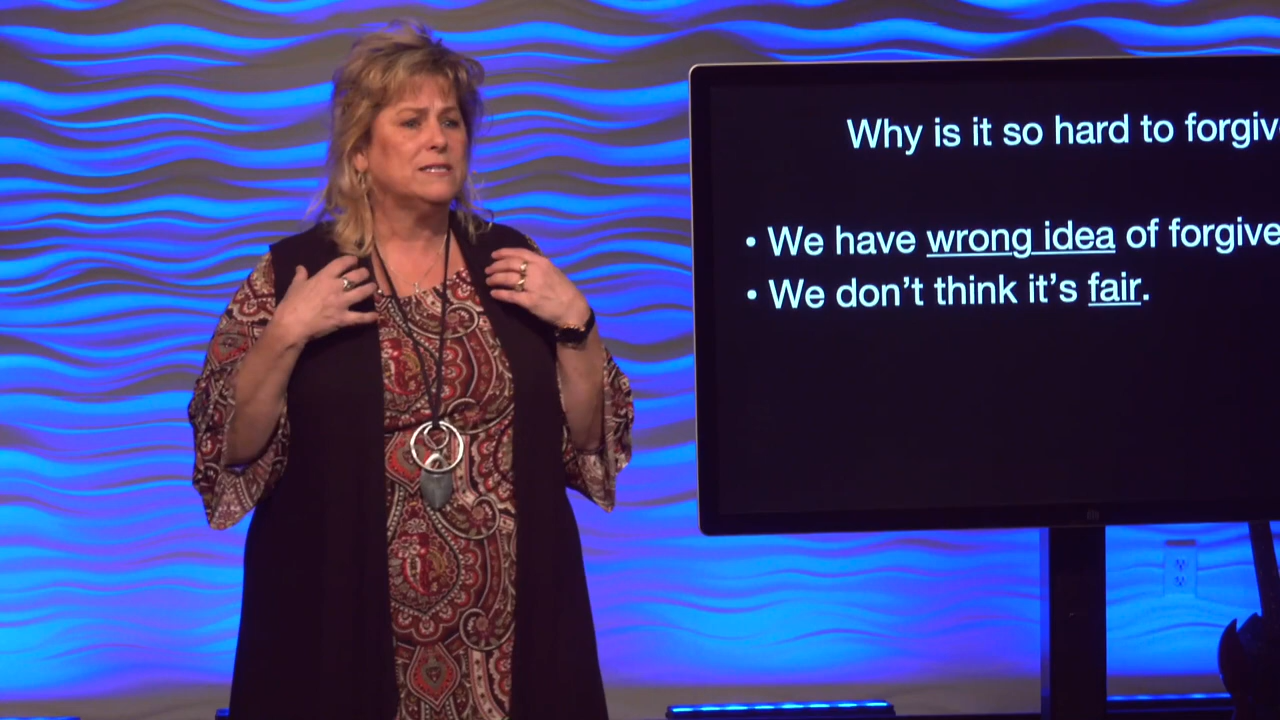 Why is it so hard to forgiv
• We have wrong idea of forgive
• We don't think it's fair.